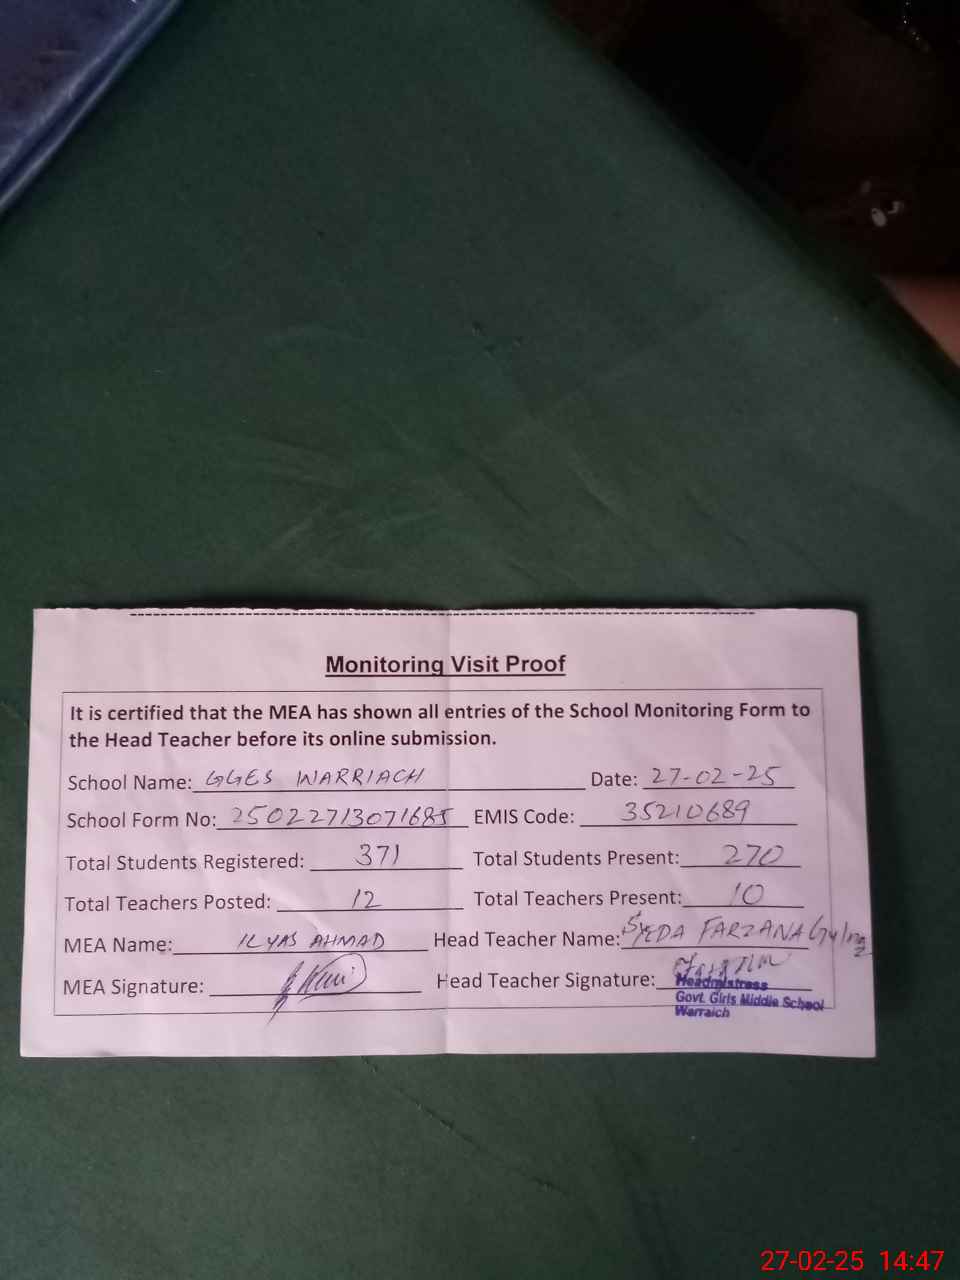 Monitoring Visit Proof
It is certified that the MEA has shown all entries of the School Monitoring Form to
the Head Teacher before its online submission.
School Name: GGES WARRIACH Date: 27-02-25
School Form No: 25022713071685 EMIS Code: 35210689
Total Students Registered: 371 Total Students Present: 270
Total Teachers Posted: 12 Total Teachers Present: 10
MEA Name: ILYAS AHMAD Head Teacher Name: SYEDA FARZANA
MEA Signature: Head Teacher Signature:
Headmistress
Govt. Girls Middle School
Warraich
27-02-25 14:47